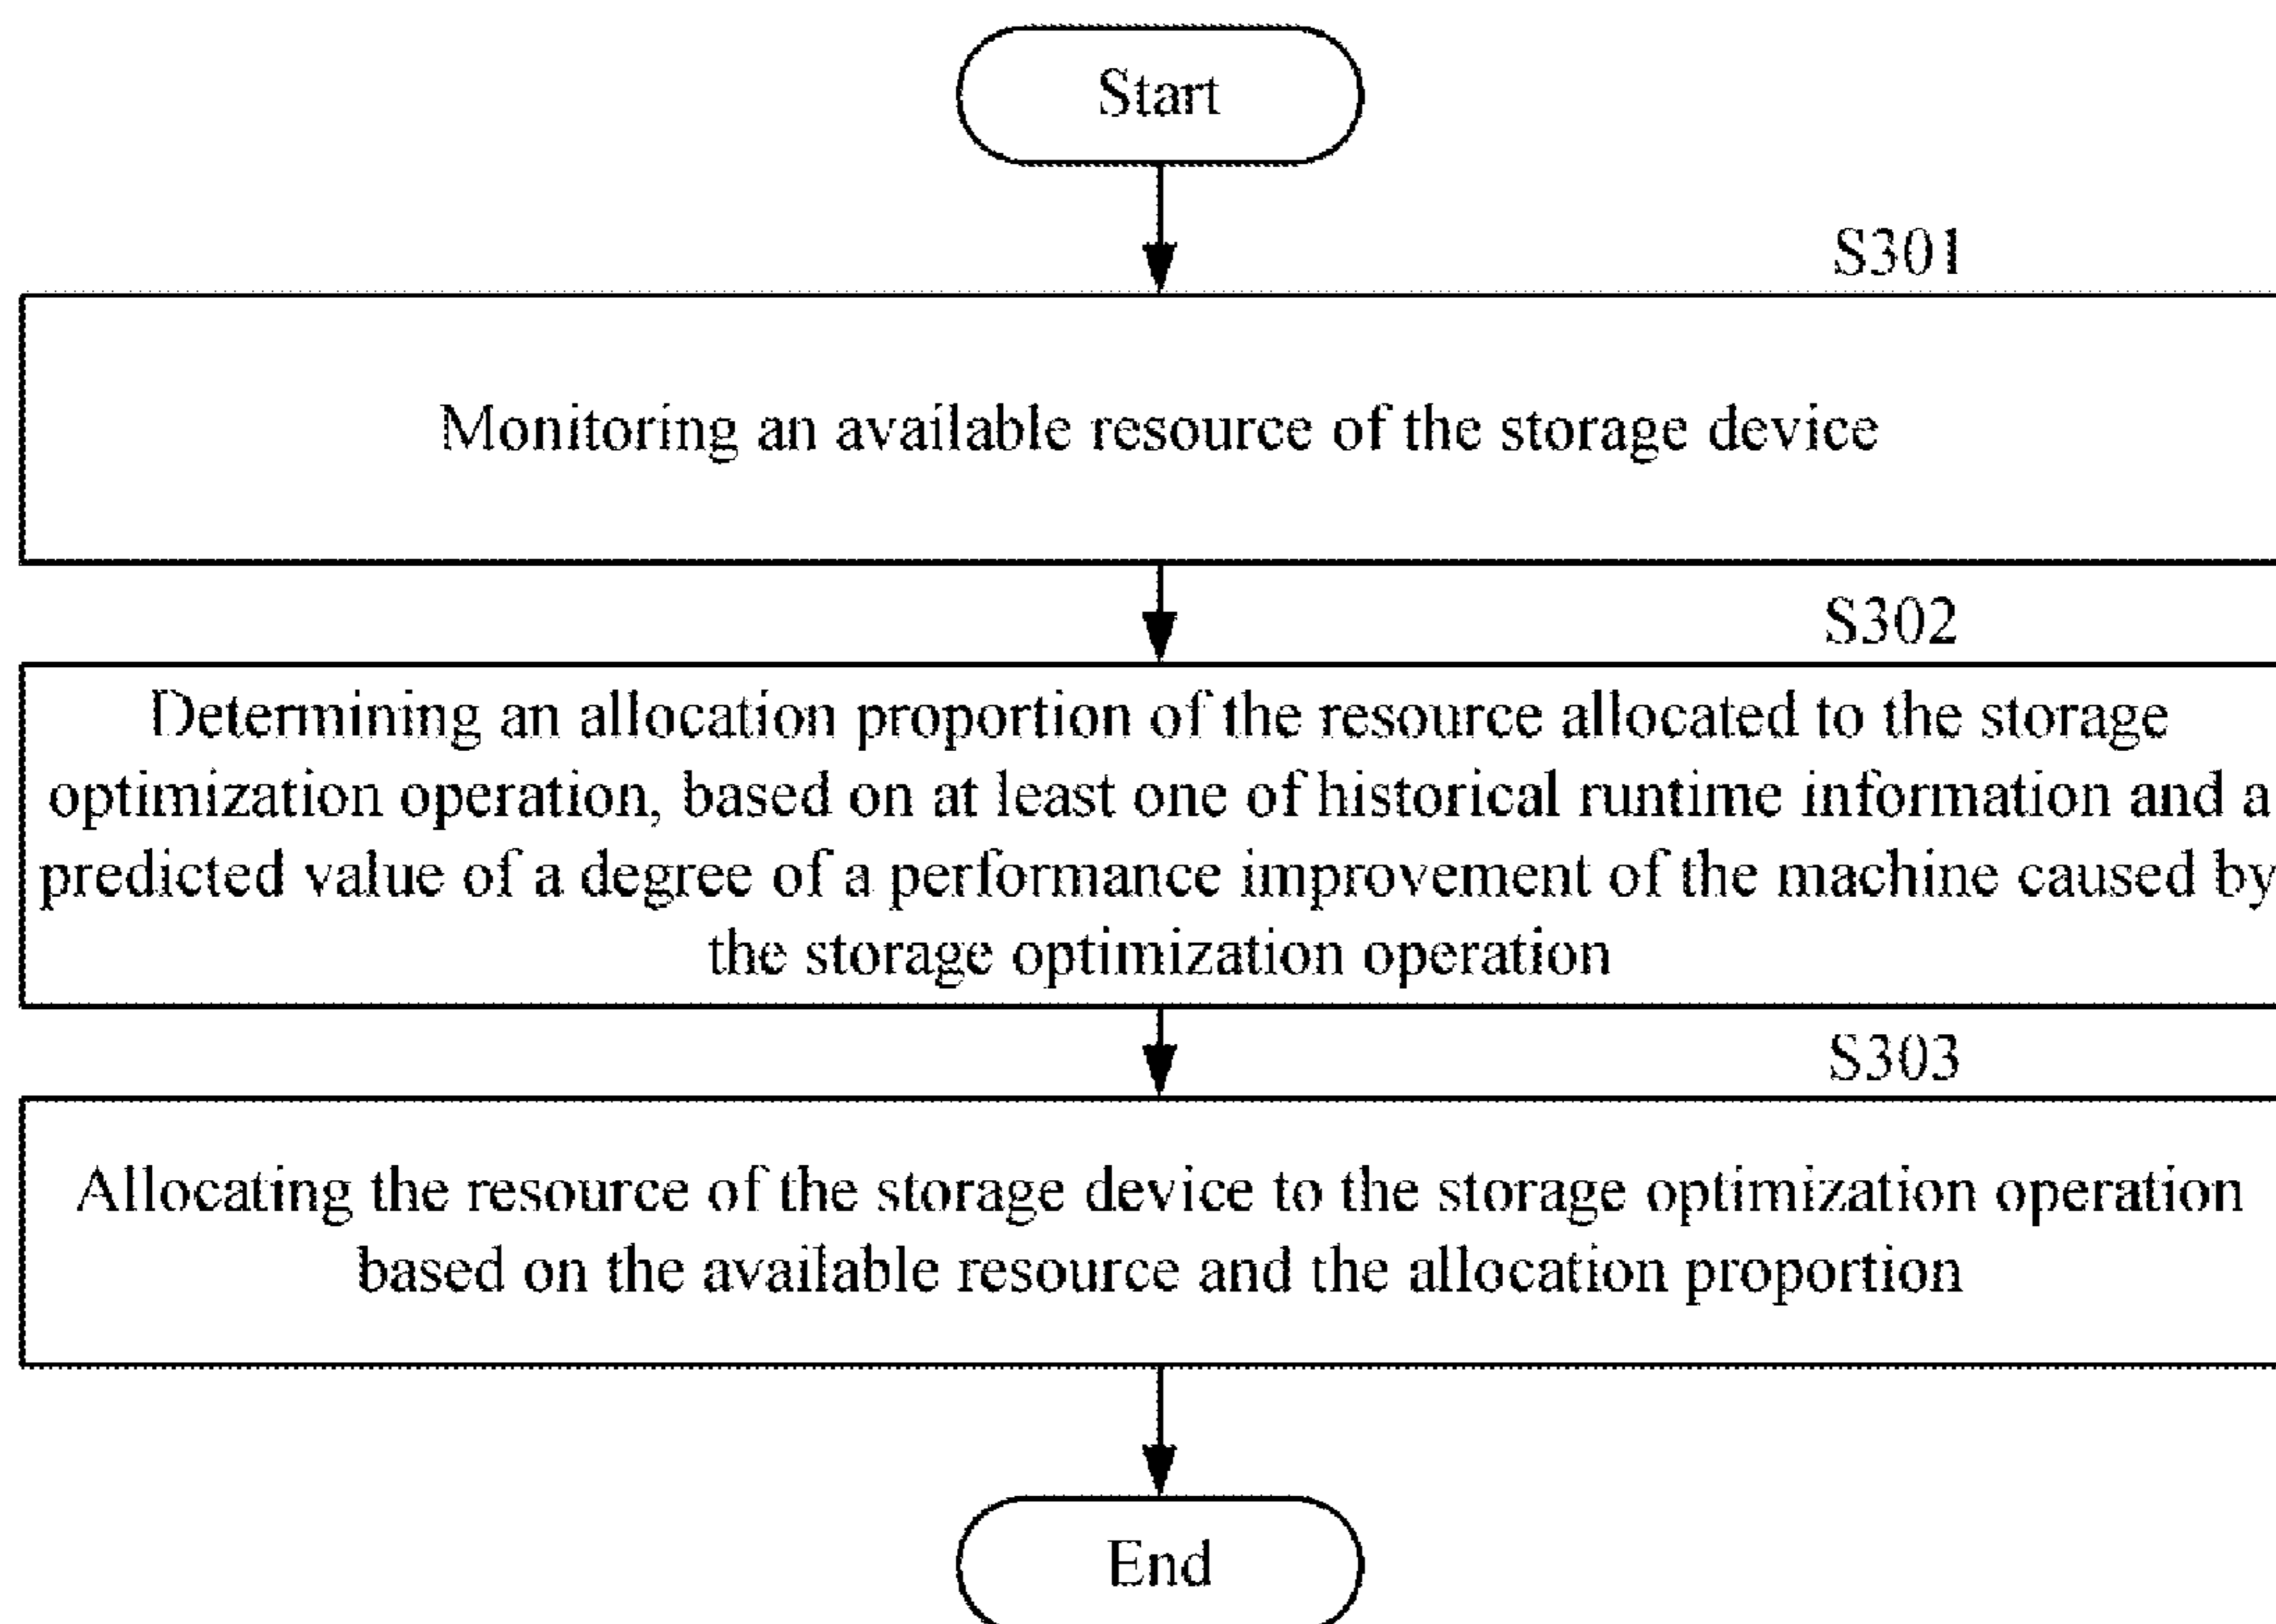 Start
S301
Monitoring an available resource of the storage device
S302
Determining an allocation proportion of the resource allocated to the storage
optimization operation, based on at least one of historical runtime information and a
predicted value of a degree of a performance improvement of the machine caused by
the storage optimization operation
S303
Allocating the resource of the storage device to the storage optimization operation
based on the available resource and the allocation proportion
End